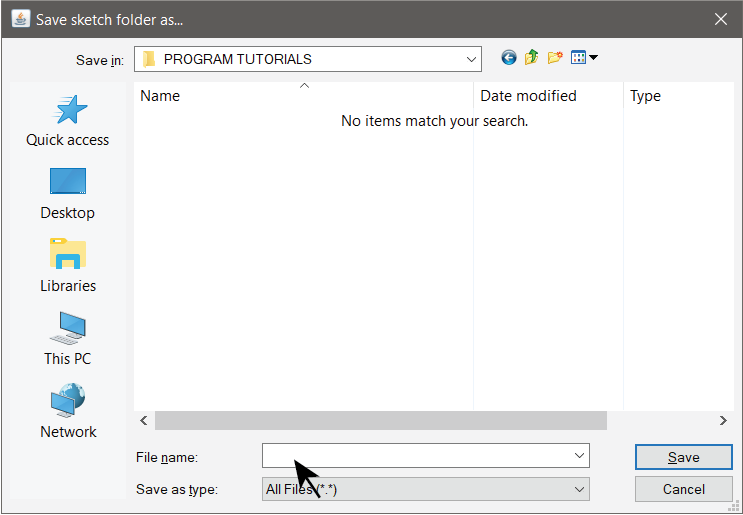 Save sketch folder as...
Save in: PROGRAM TUTORIALS
Name Date modified Type
No items match your search.
Quick access
Desktop
Libraries
This PC
Network
File name: Save
Save as type: All Files (*.*) Cancel